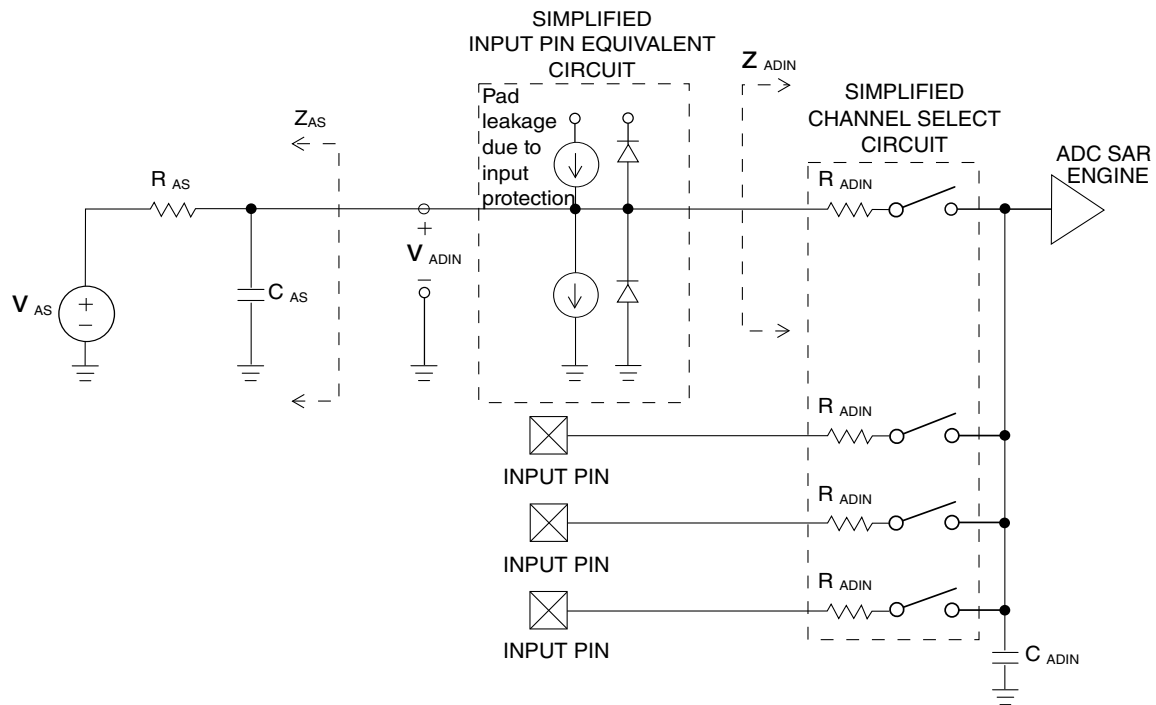 SIMPLIFIED
INPUT PIN EQUIVALENT
CIRCUIT
Pad
leakage
due to
input
protection
Z ADIN
SIMPLIFIED
CHANNEL SELECT
CIRCUIT
ADC SAR
ENGINE
Z AS
R AS
R ADIN
+
V ADIN
–
C AS
V AS
+
–
R ADIN
INPUT PIN
R ADIN
INPUT PIN
R ADIN
INPUT PIN
C ADIN